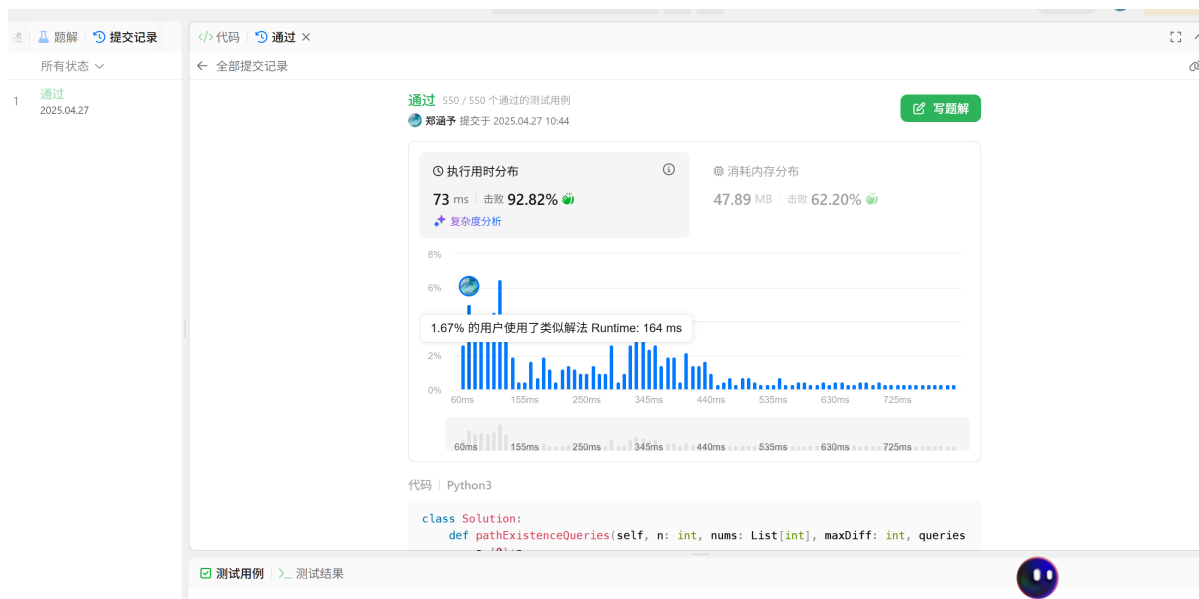 题解 提交记录
所有状态
1 通过
2025.04.27
</>代码 通过
全部提交记录
通过 550 / 550 个通过的测试用例
郑涵予 提交于 2025.04.27 10:44
写题解
执行用时分布
73 ms 击败 92.82%
复杂度分析
消耗内存分布
47.89 MB 击败 62.20%
8%
6%
1.67% 的用户使用了类似解法 Runtime: 164 ms
2%
0%
60ms 155ms 250ms 345ms 440ms 535ms 630ms 725ms
60ms 155ms 250ms 345ms 440ms 535ms 630ms 725ms
代码 Python3
class Solution:
def pathExistenceQueries(self, n: int, nums: List[int], maxDiff: int, queries
测试用例 测试结果